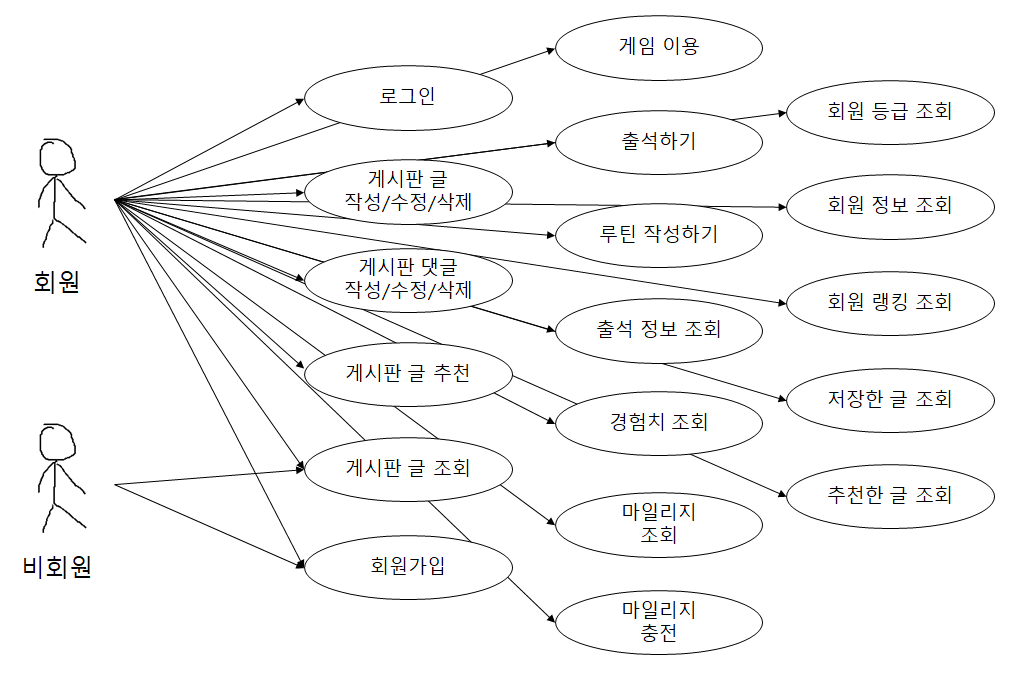 회원
비회원
로그인
게시판 글
작성/수정/삭제
게시판 댓글
작성/수정/삭제
게시판 글 추천
게시판 글 조회
회원가입
게임 이용
출석하기
루틴 작성하기
출석 정보 조회
경험치 조회
마일리지
조회
마일리지
충전
회원 등급 조회
회원 정보 조회
회원 랭킹 조회
저장한 글 조회
추천한 글 조회